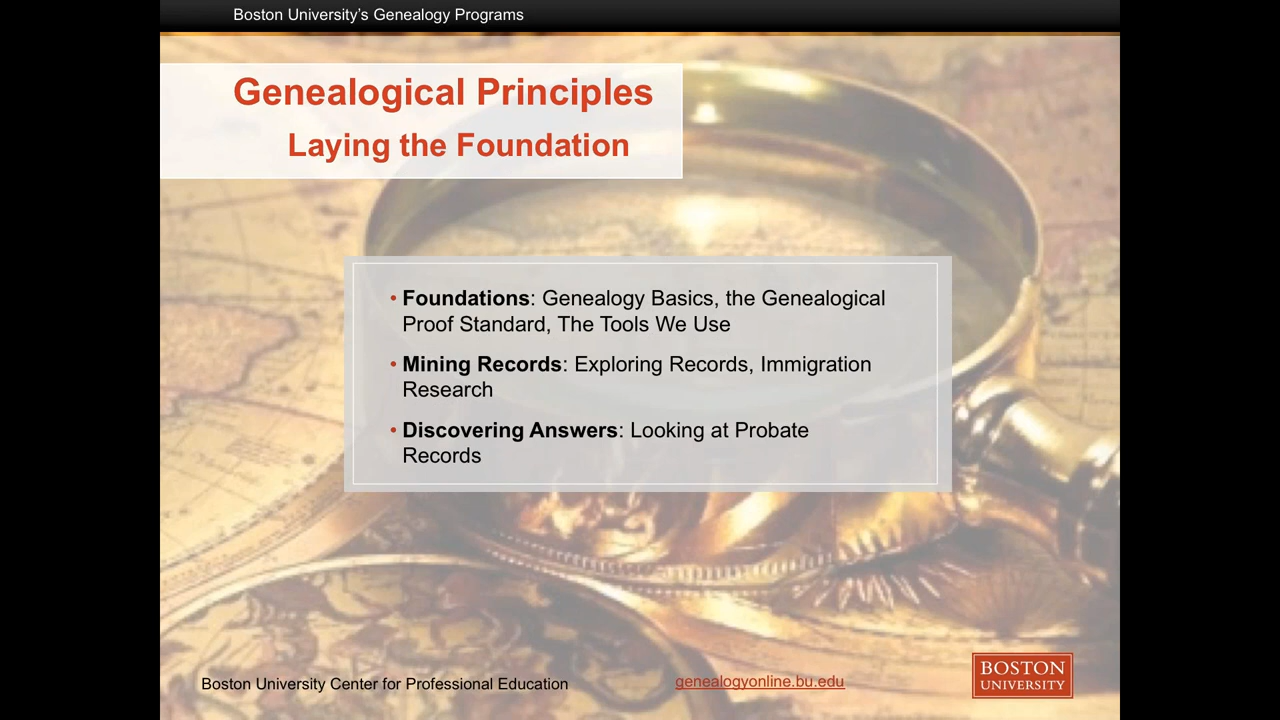 Boston University’s Genealogy Programs
Genealogical Principles
Laying the Foundation
• Foundations: Genealogy Basics, the Genealogical
Proof Standard, The Tools We Use
• Mining Records: Exploring Records, Immigration
Research
• Discovering Answers: Looking at Probate
Records
Boston University Center for Professional Education
genealogyonline.bu.edu
BOSTON
UNIVERSITY